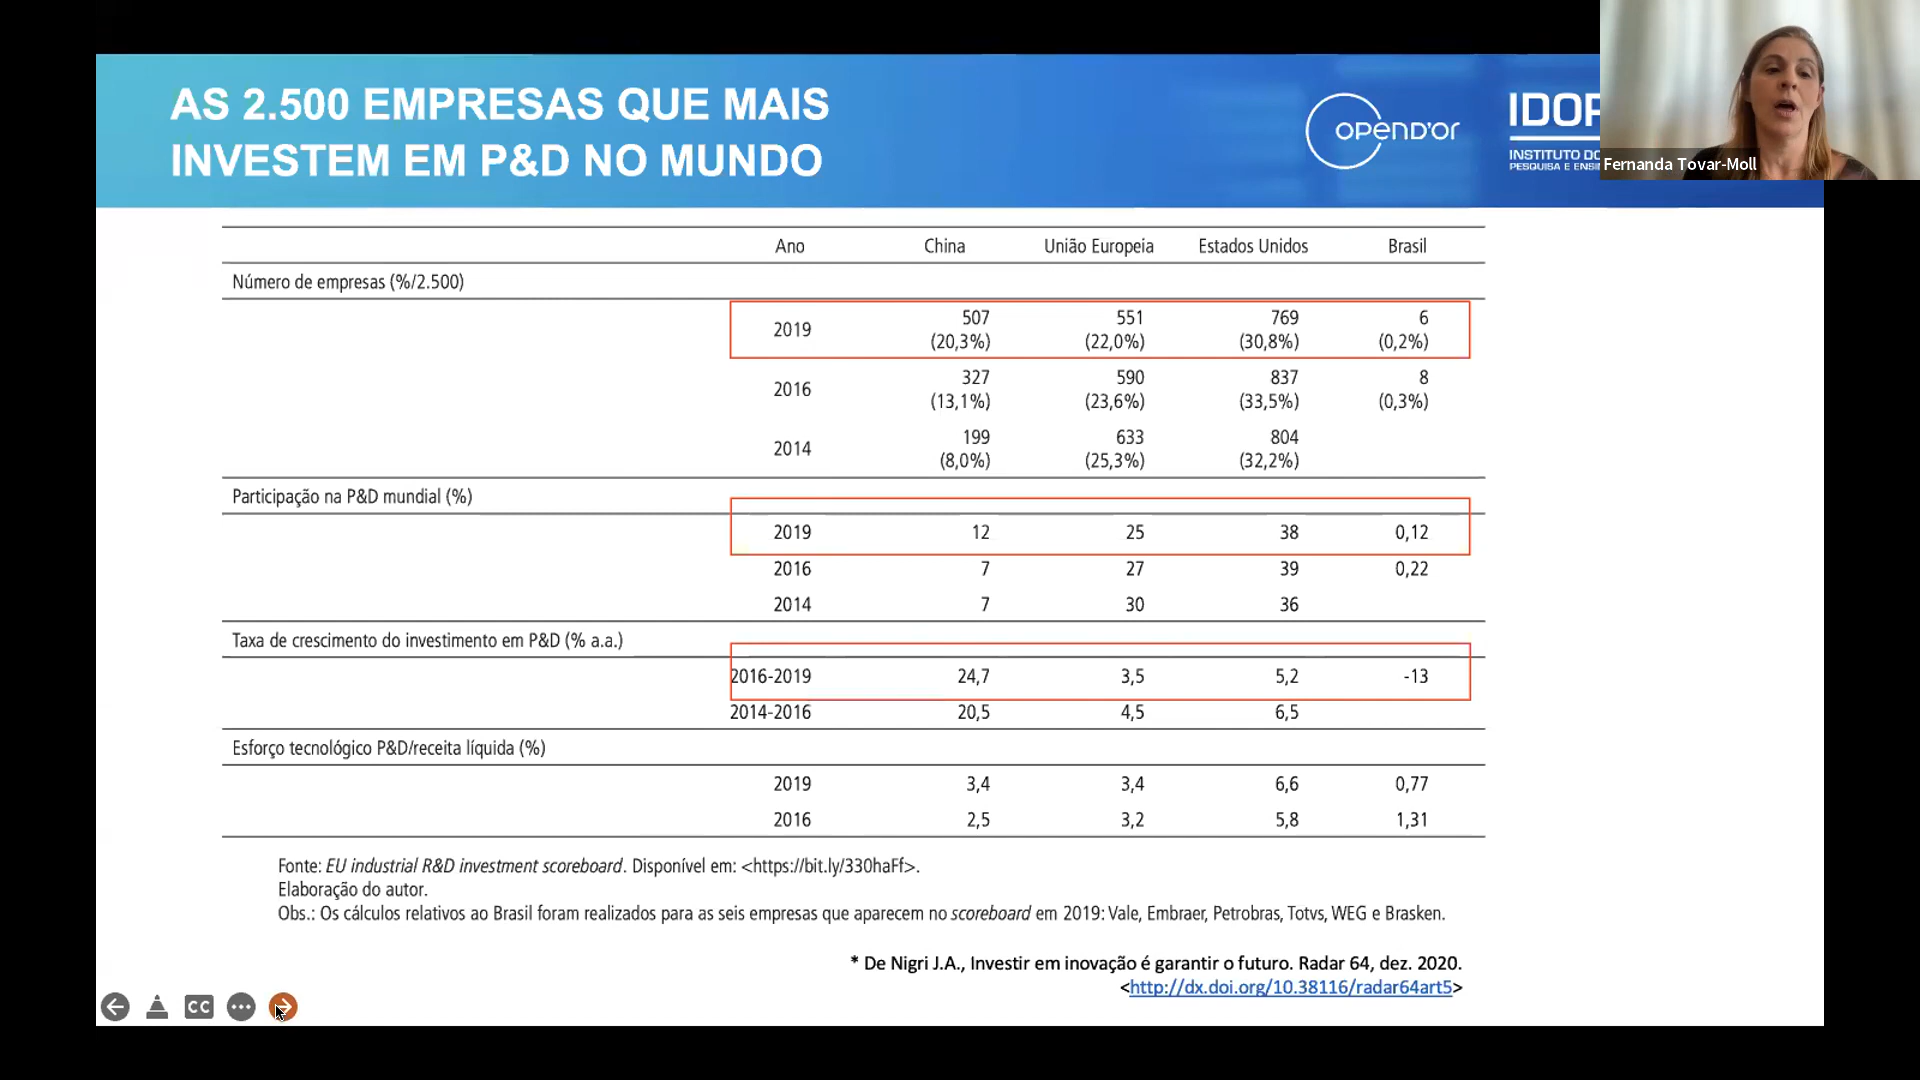 AS 2.500 EMPRESAS QUE MAIS
INVESTEM EM P&D NO MUNDO
OPEND'OR
INSTITUTO
PESQUISA E
Fernanda Tovar-Moll
Ano China União Europeia Estados Unidos Brasil
Número de empresas (%/2.500)
2019 507 551 769 6
(20,3%) (22,0%) (30,8%) (0,2%)
2016 327 590 837 8
(13,1%) (23,6%) (33,5%) (0,3%)
2014 199 633 804
(8,0%) (25,3%) (32,2%)
Participação na P&D mundial (%)
2019 12 25 38 0,12
2016 7 27 39 0,22
2014 7 30 36
Taxa de crescimento do investimento em P&D (% a.a.)
2016-2019 24,7 3,5 5,2 -13
2014-2016 20,5 4,5 6,5
Esforço tecnológico P&D/receita líquida (%)
2019 3,4 3,4 6,6 0,77
2016 2,5 3,2 5,8 1,31
Fonte: EU industrial R&D investment scoreboard. Disponível em: <https://bit.ly/330haFf>.
Elaboração do autor.
Obs.: Os cálculos relativos ao Brasil foram realizados para as seis empresas que aparecem no scoreboard em 2019: Vale, Embraer, Petrobras, Totvs, WEG e Brasken.
* De Nigri J.A., Investir em inovação é garantir o futuro. Radar 64, dez. 2020.
<http://dx.doi.org/10.38116/radar64art5>
CC